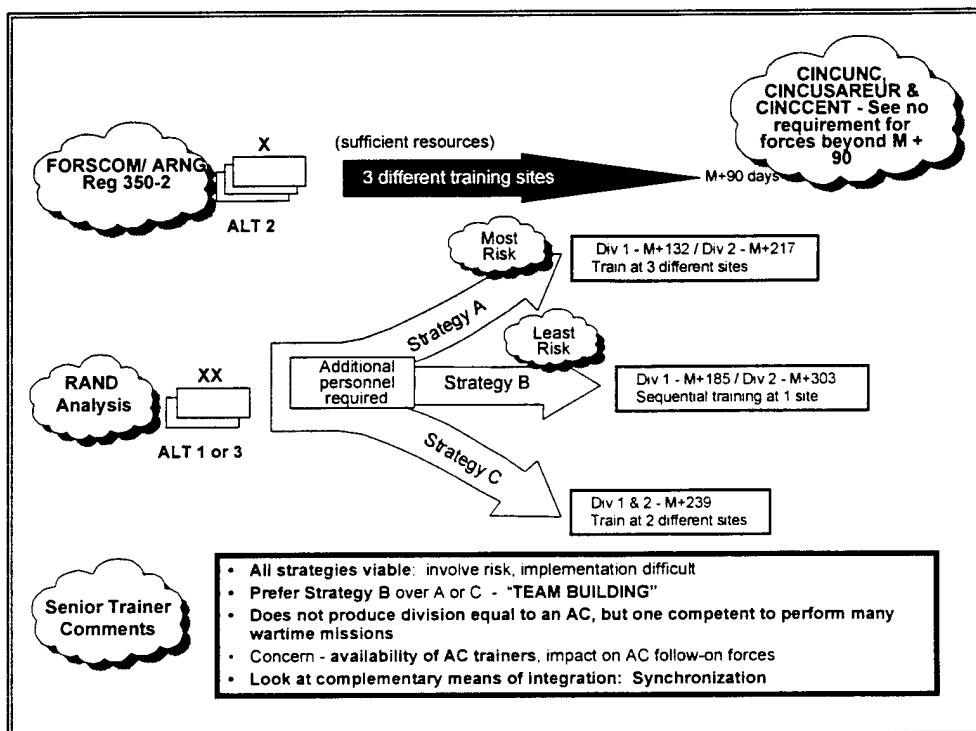 CINCUNC,
CINCUSAREUR &
CINCCENT - See no
requirement for
forces beyond M +
90
FORSCOM/ ARNG
Reg 350-2
X
ALT 2
(sufficient resources)
3 different training sites
M+90 days
Most
Risk
Div 1 - M+132 / Div 2 - M+217
Train at 3 different sites
Strategy A
Least
Risk
RAND
Analysis
XX
ALT 1 or 3
Additional
personnel
required
Strategy B
Div 1 - M+185 / Div 2 - M+303
Sequential training at 1 site
Strategy C
Div 1 & 2 - M+239
Train at 2 different sites
Senior Trainer
Comments
• All strategies viable: involve risk, implementation difficult
• Prefer Strategy B over A or C - "TEAM BUILDING"
• Does not produce division equal to an AC, but one competent to perform many
wartime missions
• Concern - availability of AC trainers, impact on AC follow-on forces
• Look at complementary means of integration: Synchronization